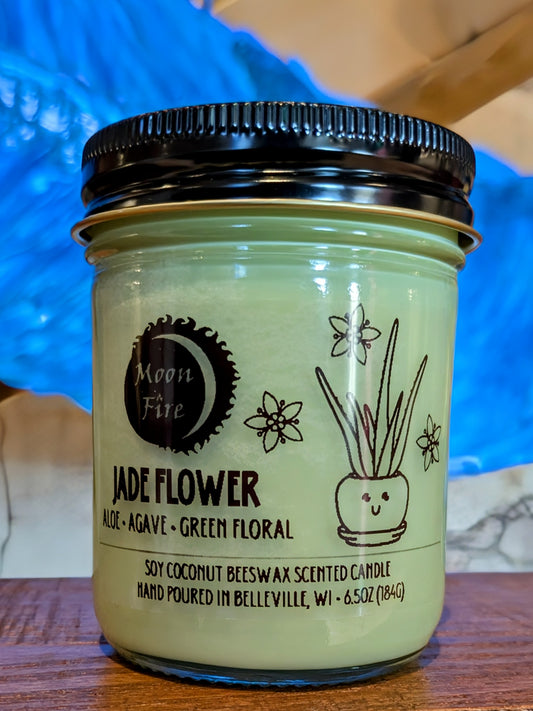 Moon
n
Fire
JADE FLOWER
ALOE • AGAVE • GREEN FLORAL
SOY COCONUT BEESWAX SCENTED CANDLE
HAND POURED IN BELLEVILLE, WI • 6.5OZ (184G)